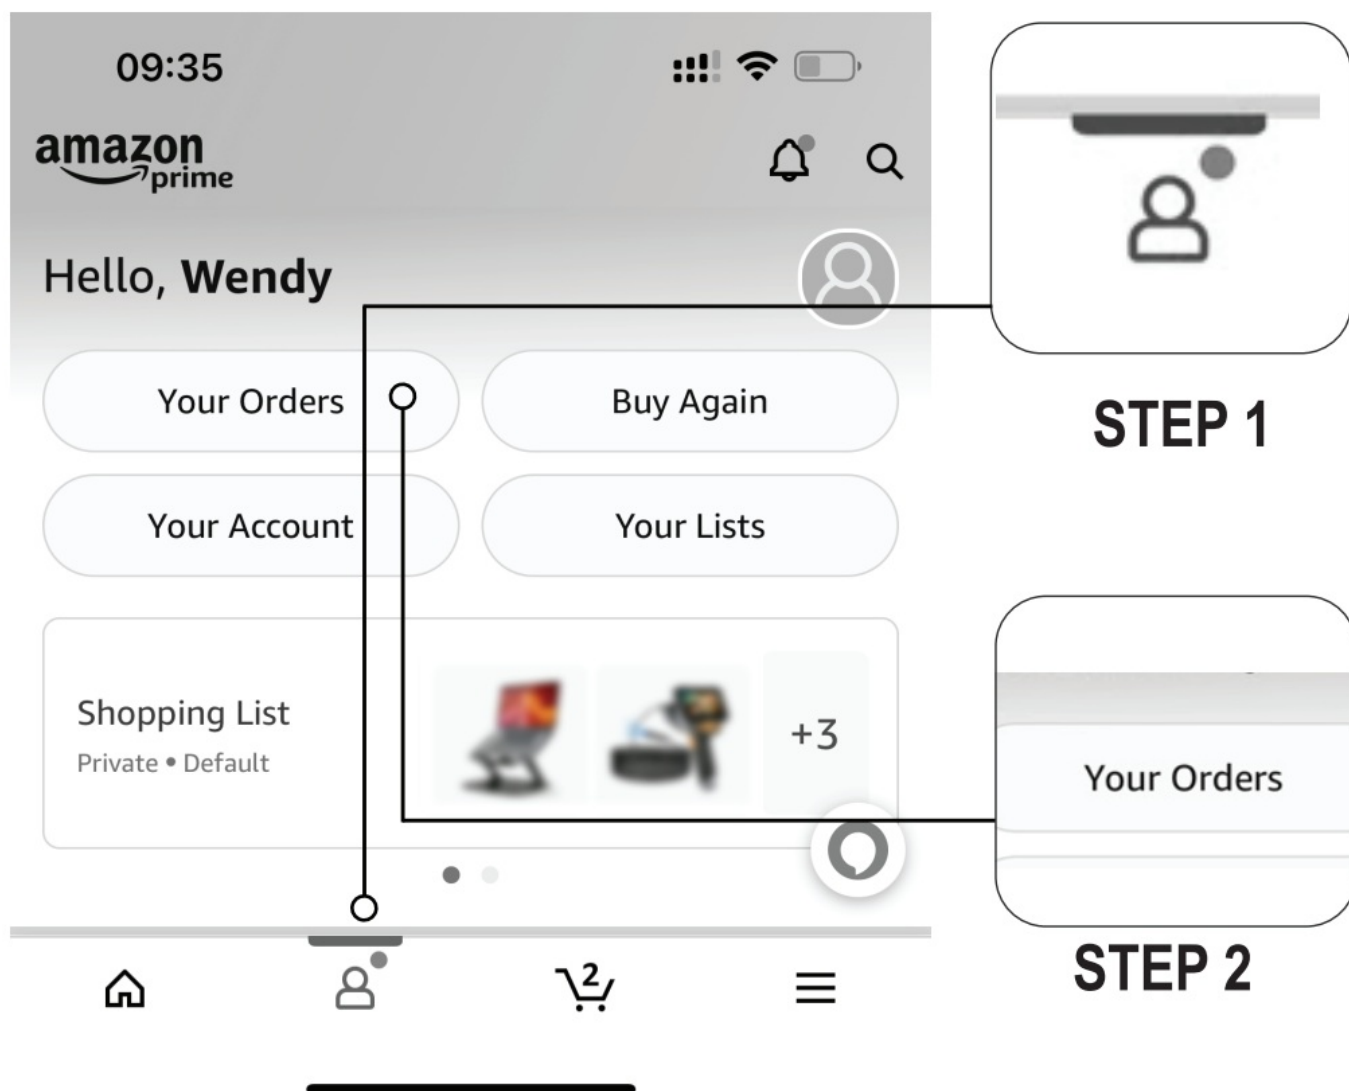 09:35
amazon
prime
Hello, Wendy
Your Orders
Buy Again
STEP 1
Your Account
Your Lists
Shopping List
Private • Default
+3
Your Orders
2
STEP 2